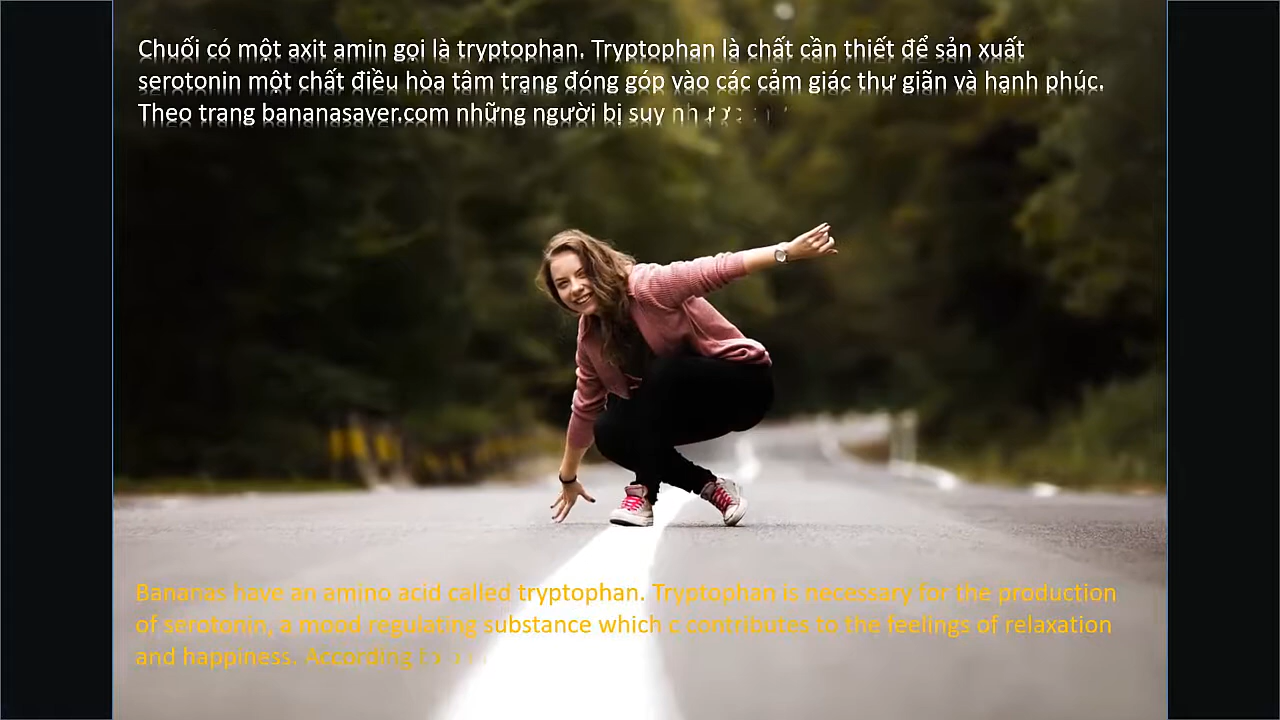 Chuối có một axit amin gọi là tryptophan. Tryptophan là chất cần thiết để sản xuất
serotonin một chất điều hòa tâm trạng đóng góp vào các cảm giác thư giãn và hạnh phúc.
Theo trang bananasaver.com những người bị suy
Bananas have an amino acid called tryptophan. Tryptophan is necessary for the production
of serotonin, a mood regulating substance which c contributes to the feelings of relaxation
and happiness. According